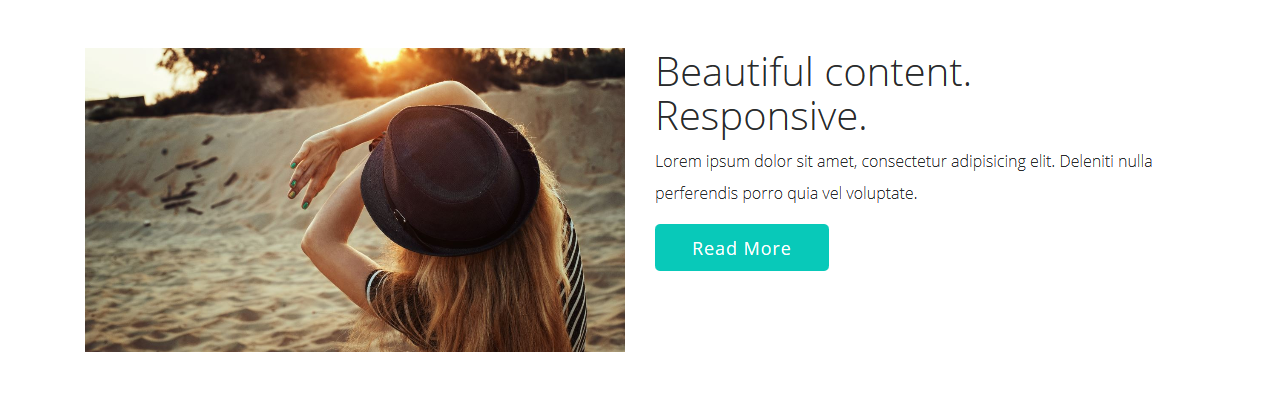 Beautiful content.
Responsive.
Lorem ipsum dolor sit amet, consectetur adipisicing elit. Deleniti nulla
perferendis porro quia vel voluptate.
Read More